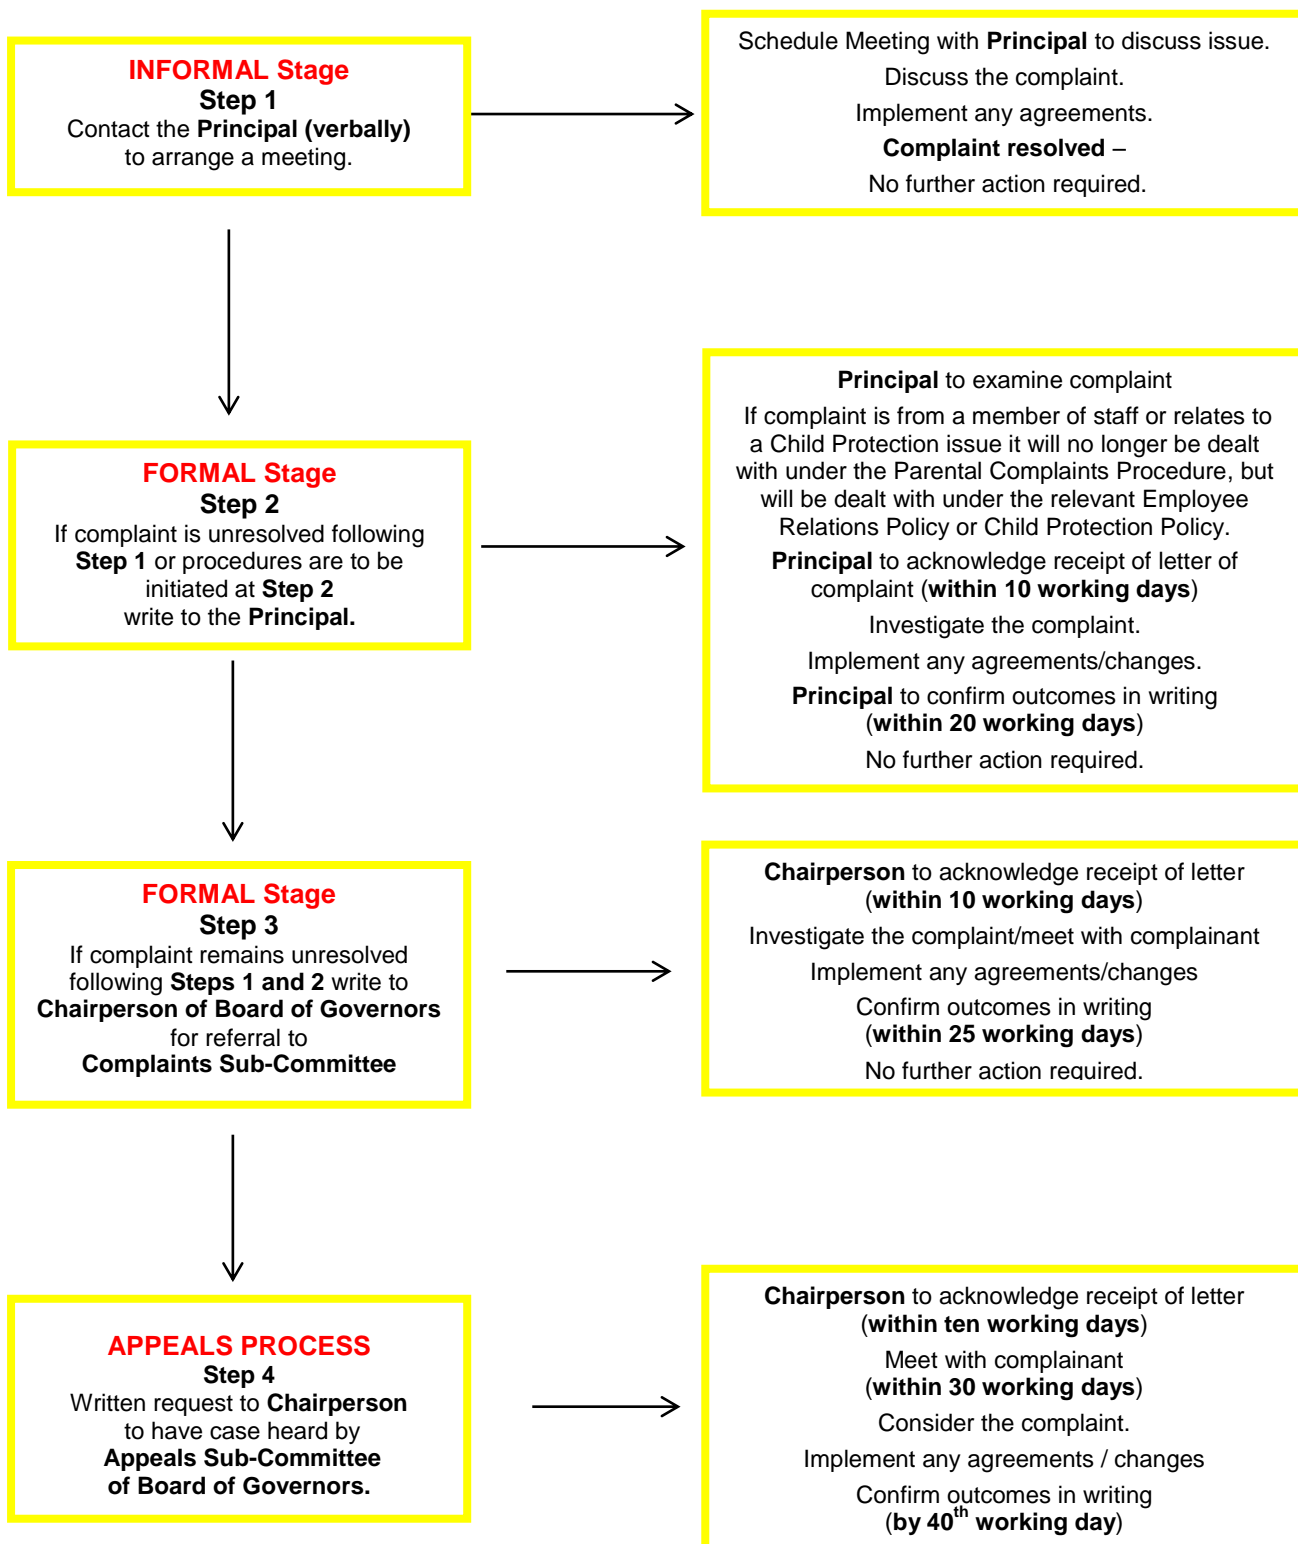 INFORMAL Stage
Step 1
Contact the Principal (verbally)
to arrange a meeting.
Schedule Meeting with Principal to discuss issue.
Discuss the complaint.
Implement any agreements.
Complaint resolved –
No further action required.
FORMAL Stage
Step 2
If complaint is unresolved following
Step 1 or procedures are to be
initiated at Step 2
write to the Principal.
Principal to examine complaint
If complaint is from a member of staff or relates to
a Child Protection issue it will no longer be dealt
with under the Parental Complaints Procedure, but
will be dealt with under the relevant Employee
Relations Policy or Child Protection Policy.
Principal to acknowledge receipt of letter of
complaint (within 10 working days)
Investigate the complaint.
Implement any agreements/changes.
Principal to confirm outcomes in writing
(within 20 working days)
No further action required.
FORMAL Stage
Step 3
If complaint remains unresolved
following Steps 1 and 2 write to
Chairperson of Board of Governors
for referral to
Complaints Sub-Committee
Chairperson to acknowledge receipt of letter
(within 10 working days)
Investigate the complaint/meet with complainant
Implement any agreements/changes
Confirm outcomes in writing
(within 25 working days)
No further action required.
APPEALS PROCESS
Step 4
Written request to Chairperson
to have case heard by
Appeals Sub-Committee
of Board of Governors.
Chairperson to acknowledge receipt of letter
(within ten working days)
Meet with complainant
(within 30 working days)
Consider the complaint.
Implement any agreements / changes
Confirm outcomes in writing
(by 40th working day)